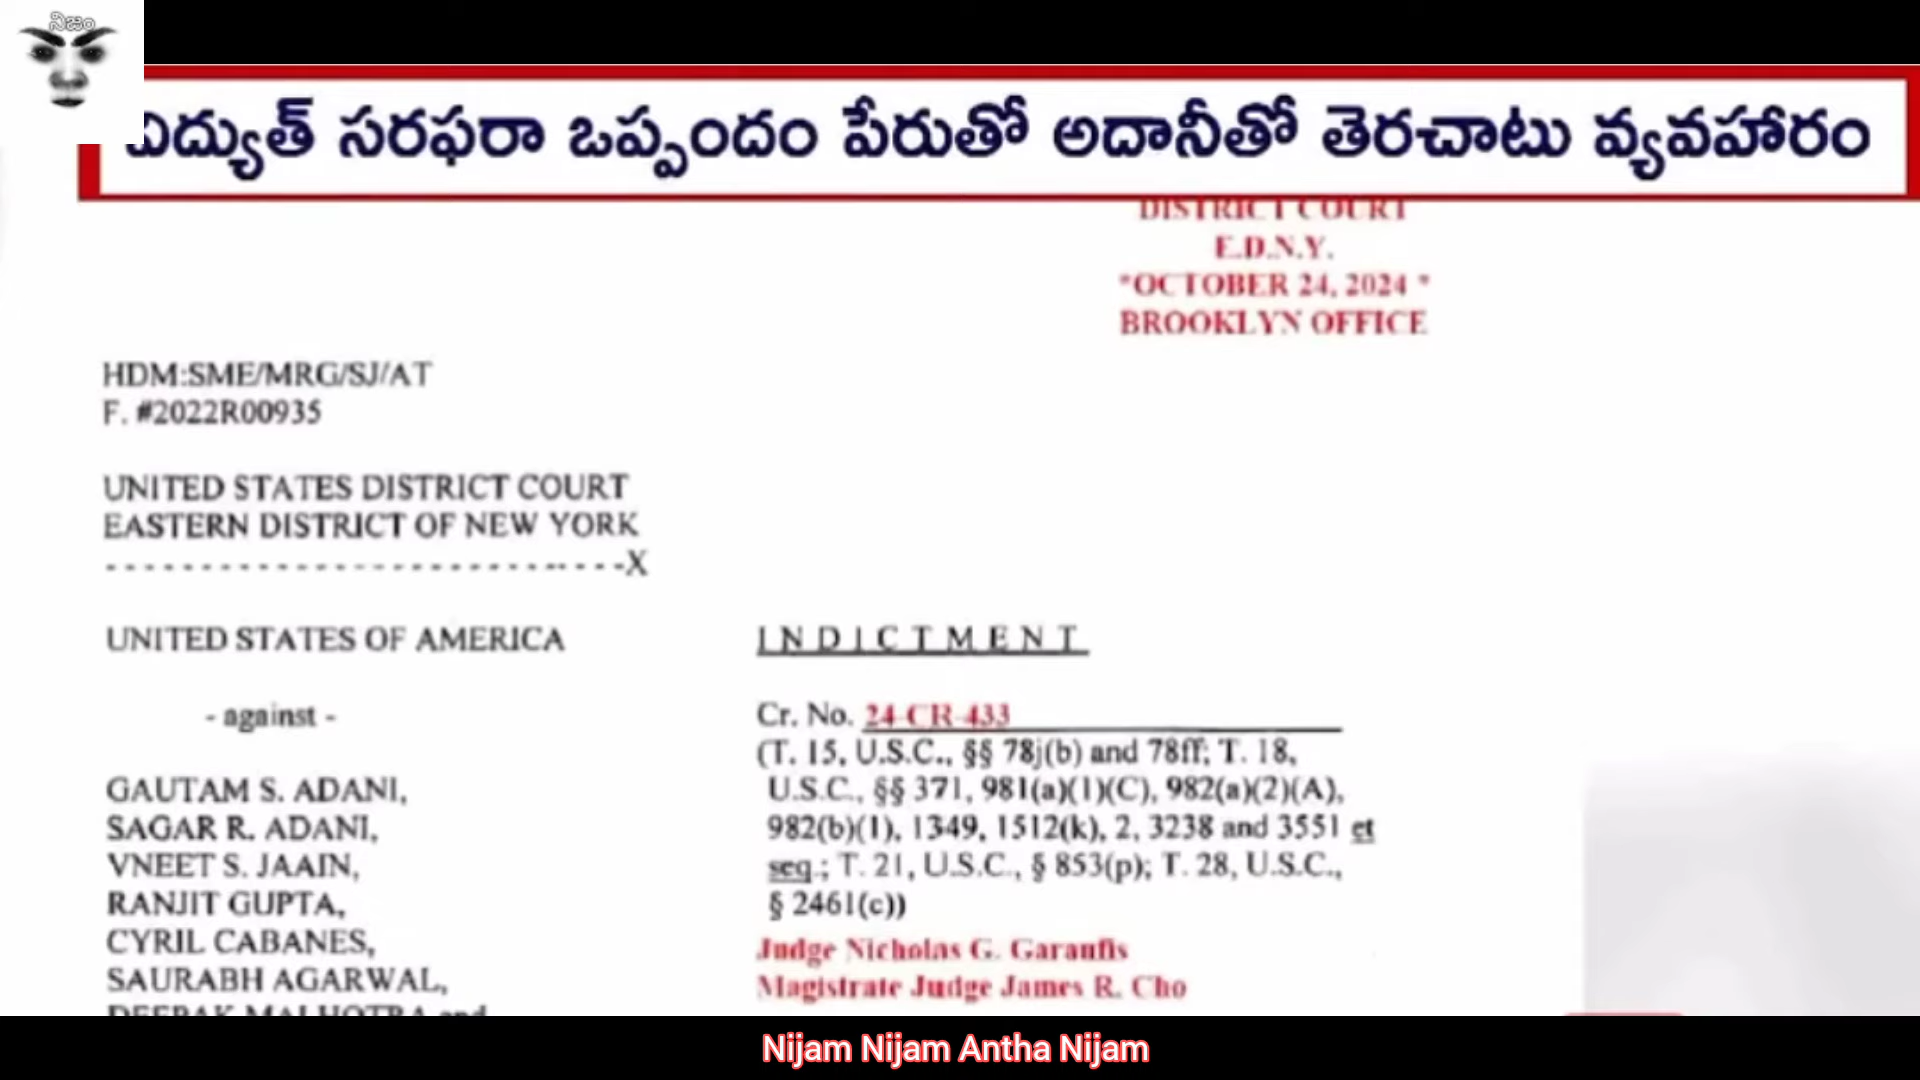 నిజం
విద్యుత్ సరఫరా ఒప్పందం పేరుతో అదానీతో తెరచాటు వ్యవహారం
DISTRICT COURT
E.D.N.Y.
*OCTOBER 24, 2024 *
BROOKLYN OFFICE
HDM:SME/MRG/SJ/AT
F. #2022R00935
UNITED STATES DISTRICT COURT
EASTERN DISTRICT OF NEW YORK
---------------------------X
UNITED STATES OF AMERICA
- against -
GAUTAM S. ADANI,
SAGAR R. ADANI,
VNEET S. JAAIN,
RANJIT GUPTA,
CYRIL CABANES,
SAURABH AGARWAL,
DEEPAK MALHOTRA and
INDICTMENT
Cr. No. 24-CR-433
(T. 15, U.S.C., §§ 78j(b) and 78ff; T. 18,
U.S.C., §§ 371, 981(a)(1)(C), 982(a)(2)(A),
982(b)(1), 1349, 1512(k), 2, 3238 and 3551 et
seq.; T. 21, U.S.C., § 853(p); T. 28, U.S.C.,
§ 2461(c))
Judge Nicholas G. Garaufis
Magistrate Judge James R. Cho
Nijam Nijam Antha Nijam